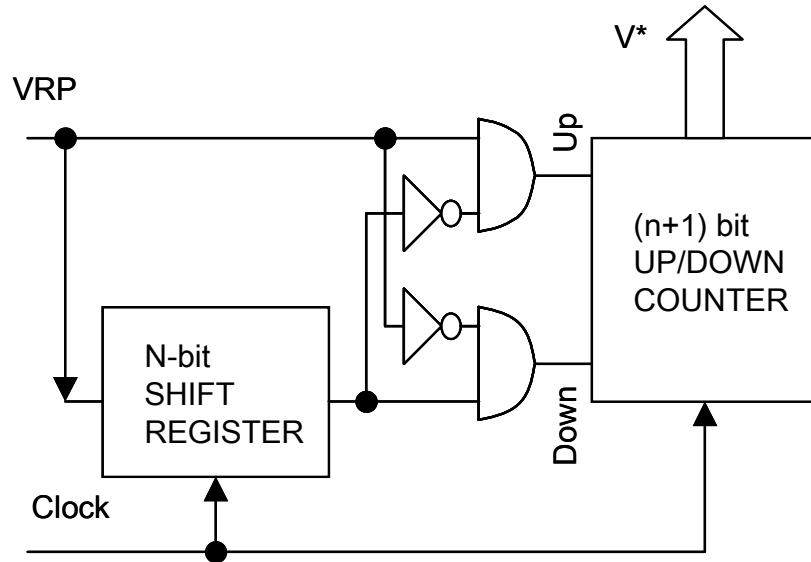 V*
VRP
Up
(n+1) bit
UP/DOWN
COUNTER
N-bit
SHIFT
REGISTER
Down
Clock